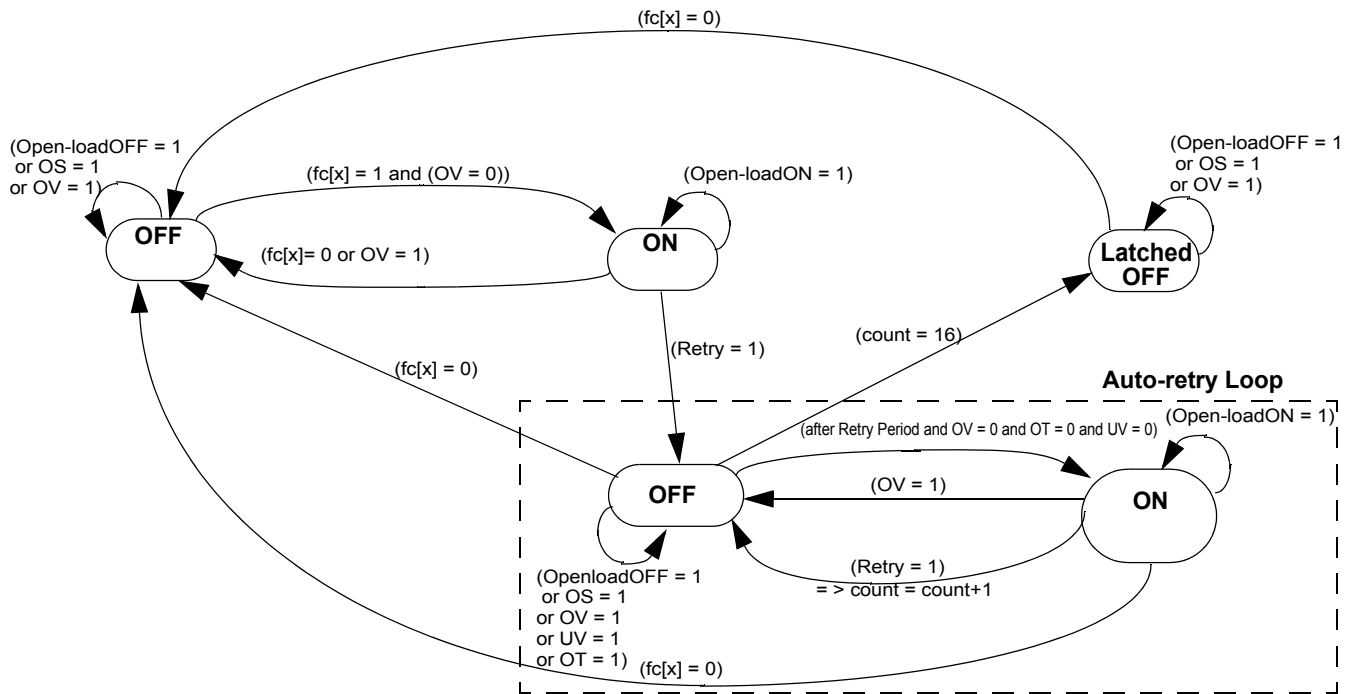 (fc[x] = 0)
(Open-loadOFF = 1
or OS = 1
or OV = 1)
(fc[x] = 1 and (OV = 0))
(Open-loadON = 1)
(Open-loadOFF = 1
or OS = 1
or OV = 1)
OFF
ON
Latched
OFF
(fc[x]= 0 or OV = 1)
(Retry = 1)
(count = 16)
(fc[x] = 0)
Auto-retry Loop
(Open-loadON = 1)
(after Retry Period and OV = 0 and OT = 0 and UV = 0)
OFF
(OV = 1)
ON
(Retry = 1)
= > count = count+1
(OpenloadOFF = 1
or OS = 1
or OV = 1
or UV = 1
or OT = 1)
(fc[x] = 0)